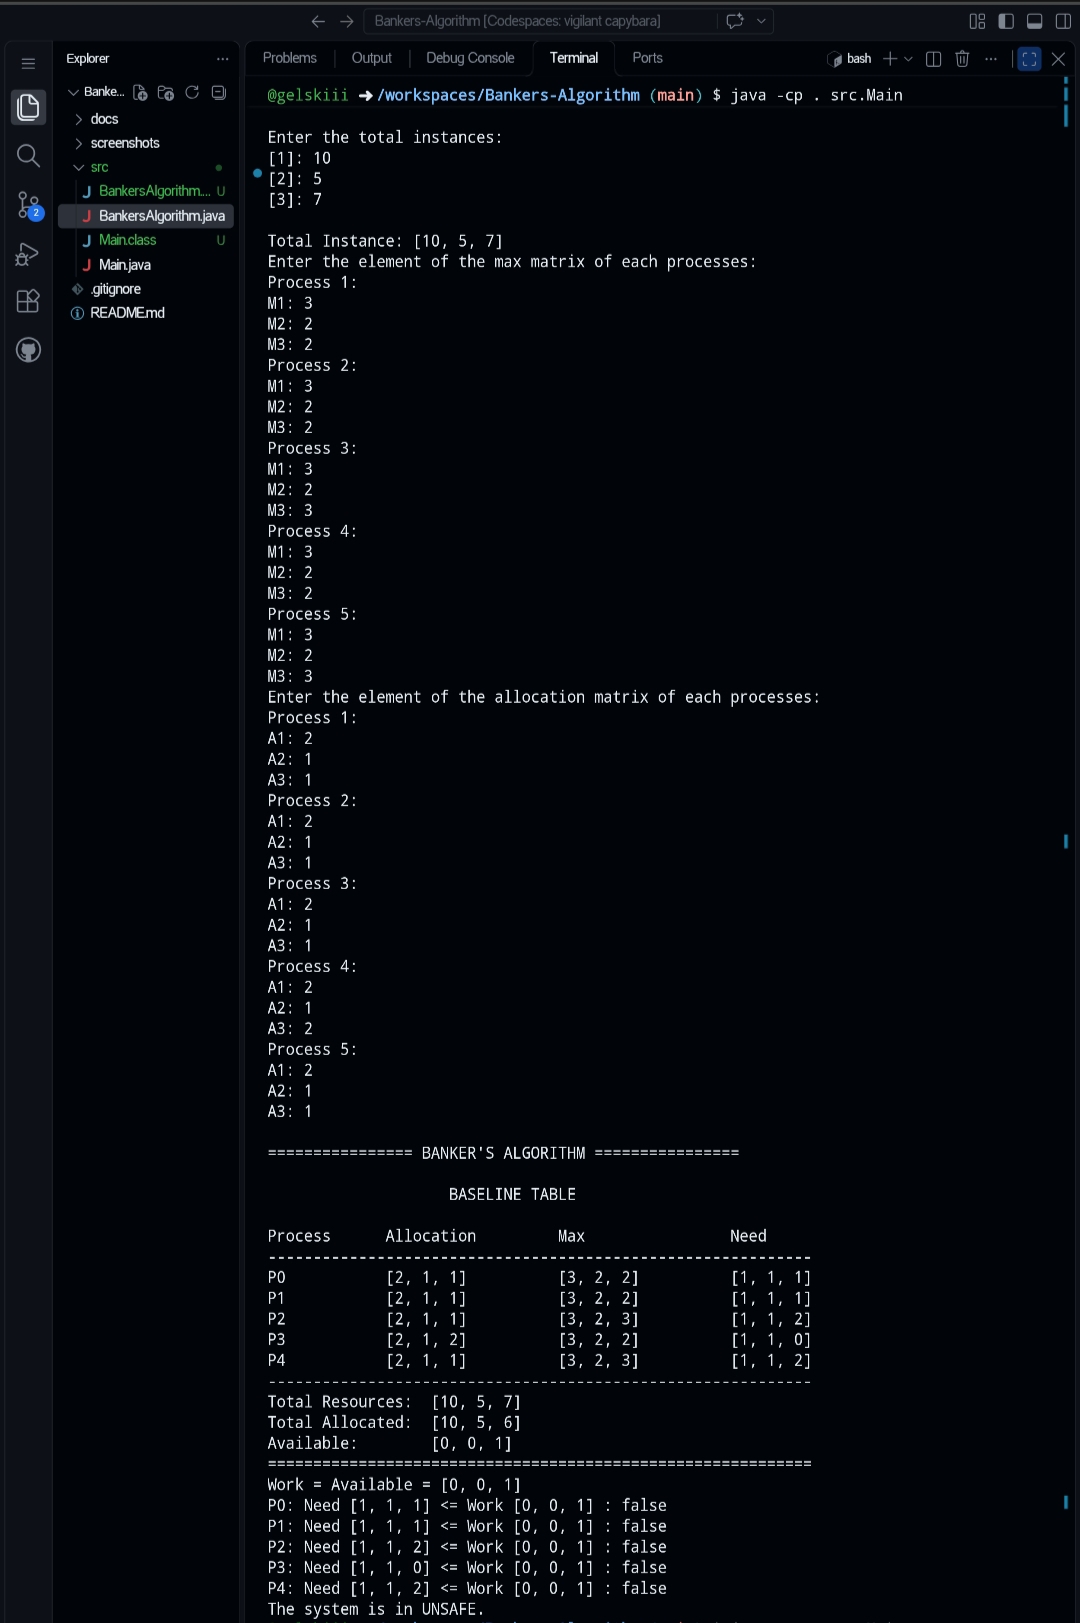 Bankers-Algorithm [Codespaces: vigilant capybara]
Explorer
Banke...
docs
screenshots
src
BankersAlgorithm.... U
BankersAlgorithm.java
Main.class U
Main.java
.gitignore
README.md
2
Problems Output Debug Console Terminal Ports
bash
@gelskiii ➜ /workspaces/Bankers-Algorithm (main) $ java -cp . src.Main
Enter the total instances:
[1]: 10
[2]: 5
[3]: 7
Total Instance: [10, 5, 7]
Enter the element of the max matrix of each processes:
Process 1:
M1: 3
M2: 2
M3: 2
Process 2:
M1: 3
M2: 2
M3: 2
Process 3:
M1: 3
M2: 2
M3: 3
Process 4:
M1: 3
M2: 2
M3: 2
Process 5:
M1: 3
M2: 2
M3: 3
Enter the element of the allocation matrix of each processes:
Process 1:
A1: 2
A2: 1
A3: 1
Process 2:
A1: 2
A2: 1
A3: 1
Process 3:
A1: 2
A2: 1
A3: 1
Process 4:
A1: 2
A2: 1
A3: 2
Process 5:
A1: 2
A2: 1
A3: 1
================ BANKER'S ALGORITHM ================
BASELINE TABLE
Process Allocation Max Need
------------------------------------------------------------
P0 [2, 1, 1] [3, 2, 2] [1, 1, 1]
P1 [2, 1, 1] [3, 2, 2] [1, 1, 1]
P2 [2, 1, 1] [3, 2, 3] [1, 1, 2]
P3 [2, 1, 2] [3, 2, 2] [1, 1, 0]
P4 [2, 1, 1] [3, 2, 3] [1, 1, 2]
------------------------------------------------------------
Total Resources: [10, 5, 7]
Total Allocated: [10, 5, 6]
Available: [0, 0, 1]
============================================================
Work = Available = [0, 0, 1]
P0: Need [1, 1, 1] <= Work [0, 0, 1] : false
P1: Need [1, 1, 1] <= Work [0, 0, 1] : false
P2: Need [1, 1, 2] <= Work [0, 0, 1] : false
P3: Need [1, 1, 0] <= Work [0, 0, 1] : false
P4: Need [1, 1, 2] <= Work [0, 0, 1] : false
The system is in UNSAFE.